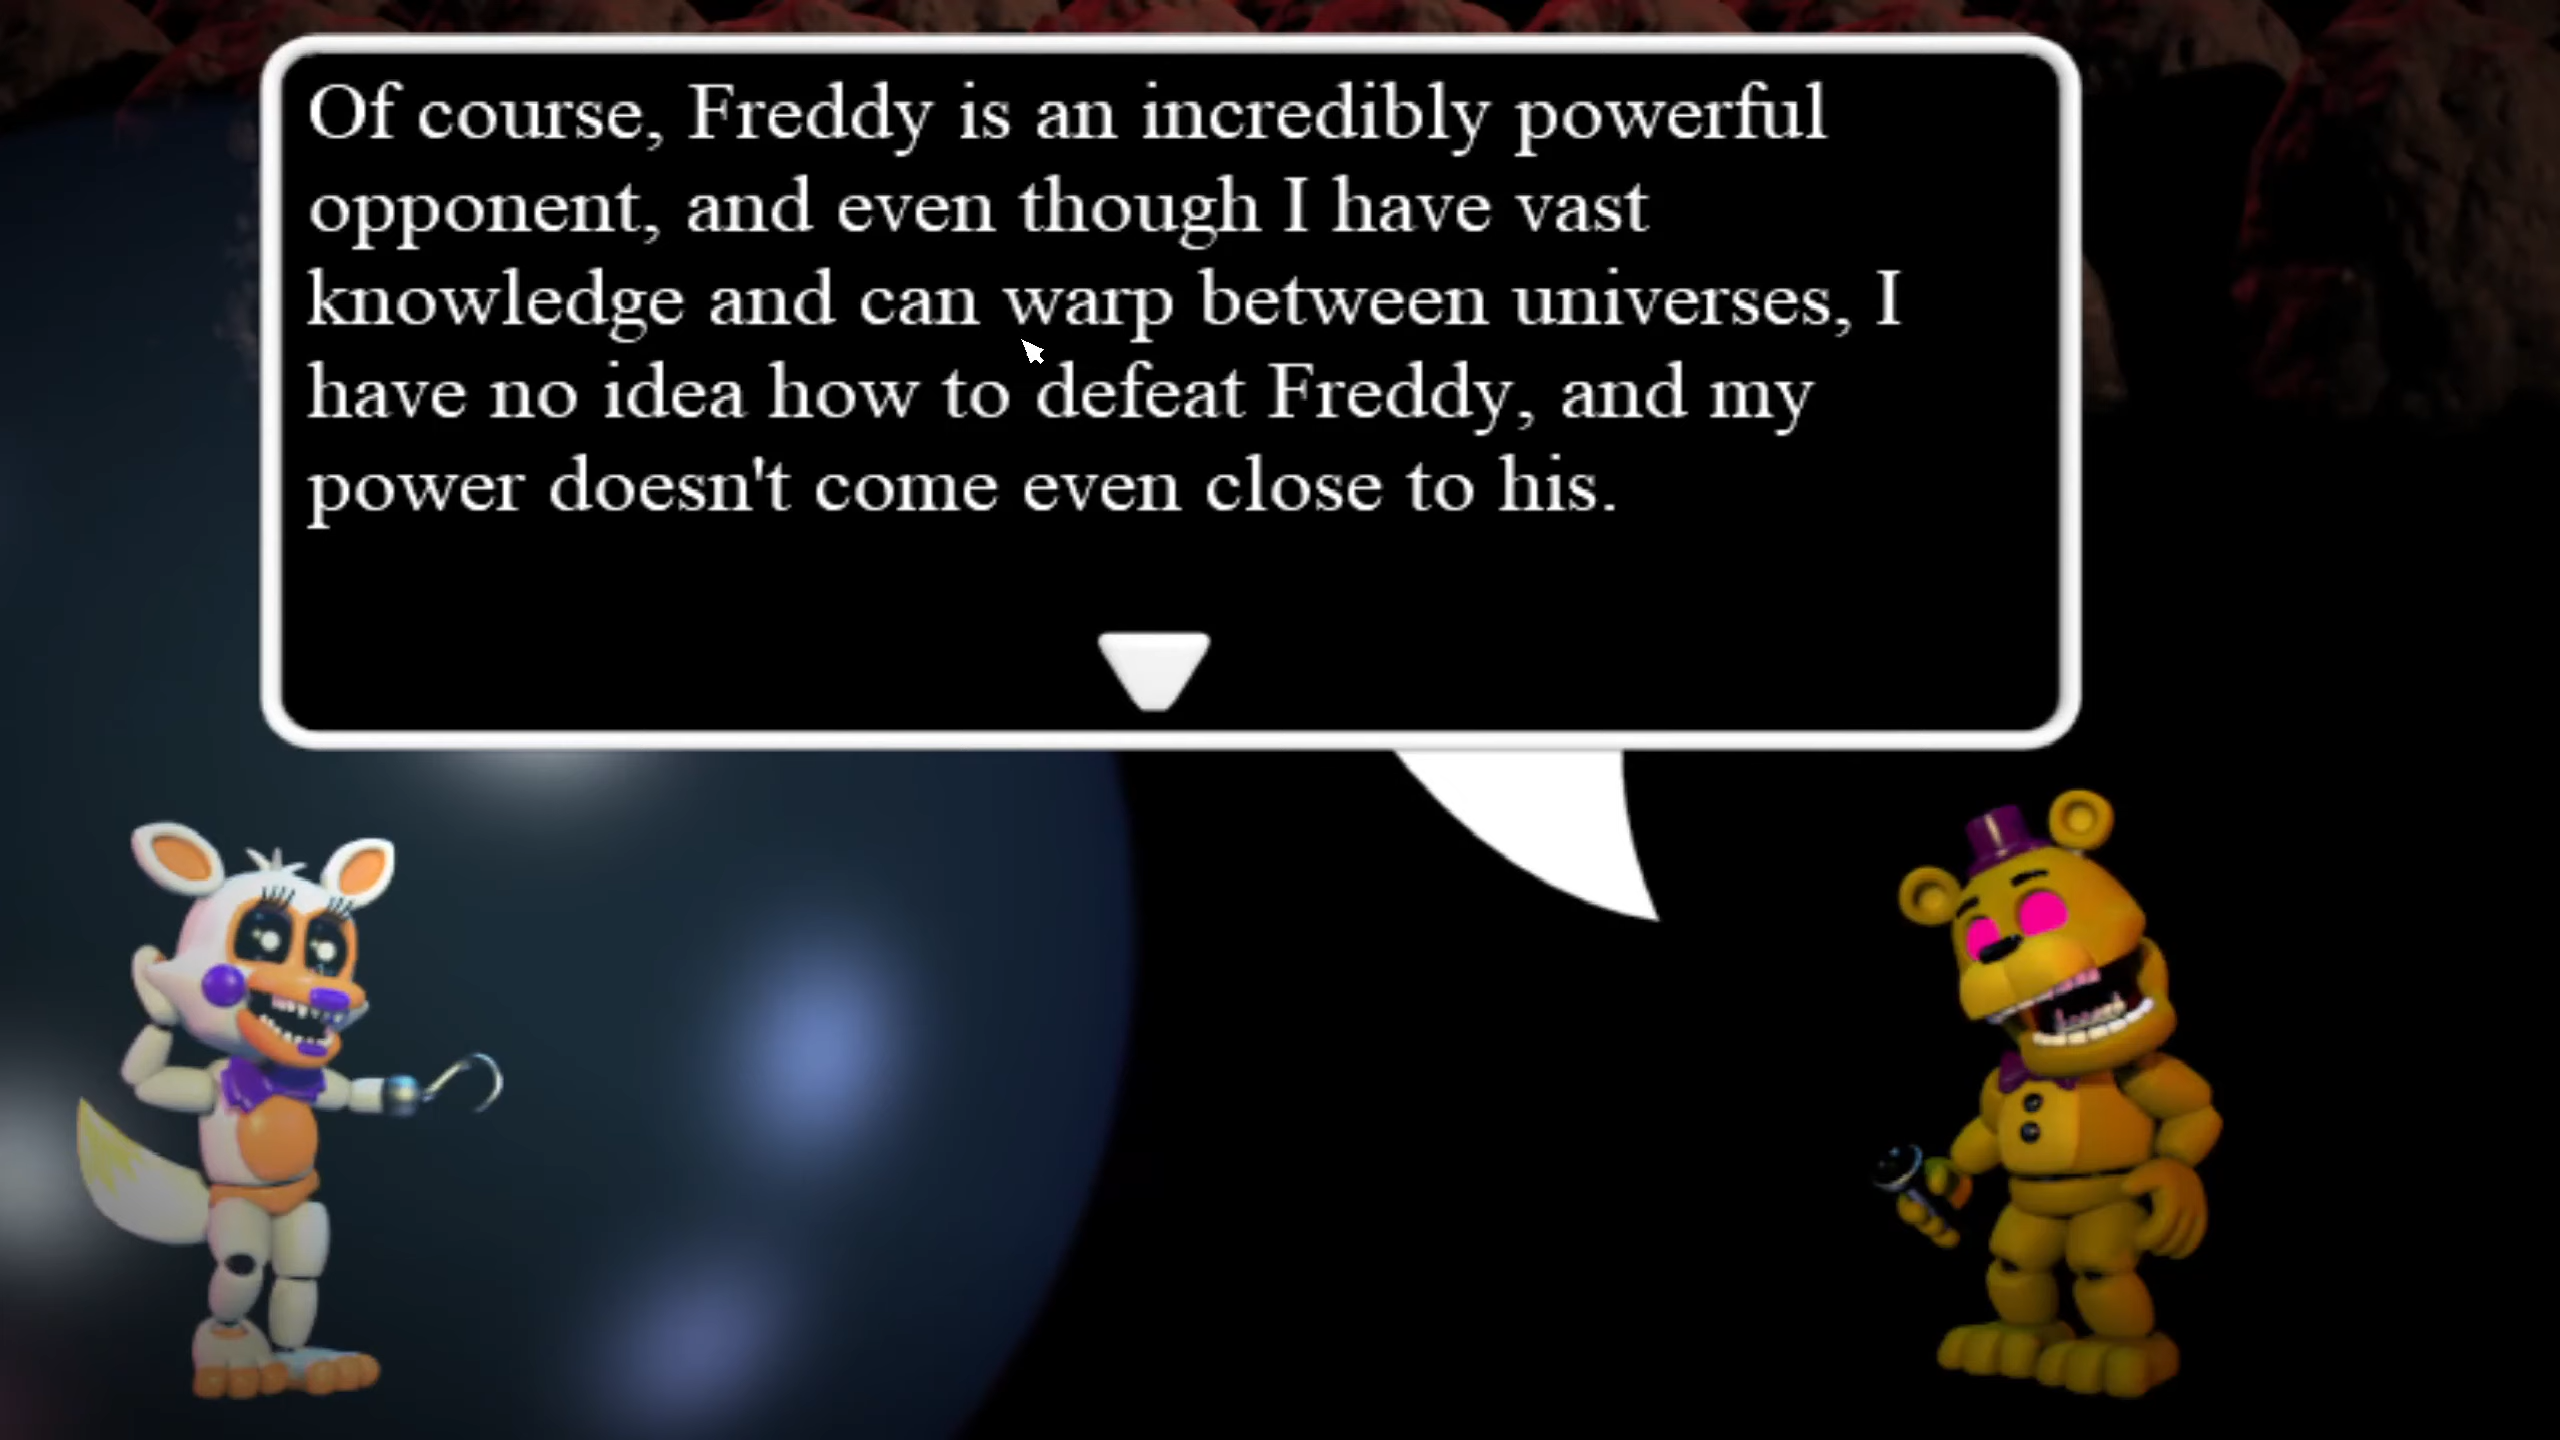 Of course, Freddy is an incredibly powerful
opponent, and even though I have vast
knowledge and can warp between universes, I
have no idea how to defeat Freddy, and my
power doesn't come even close to his.